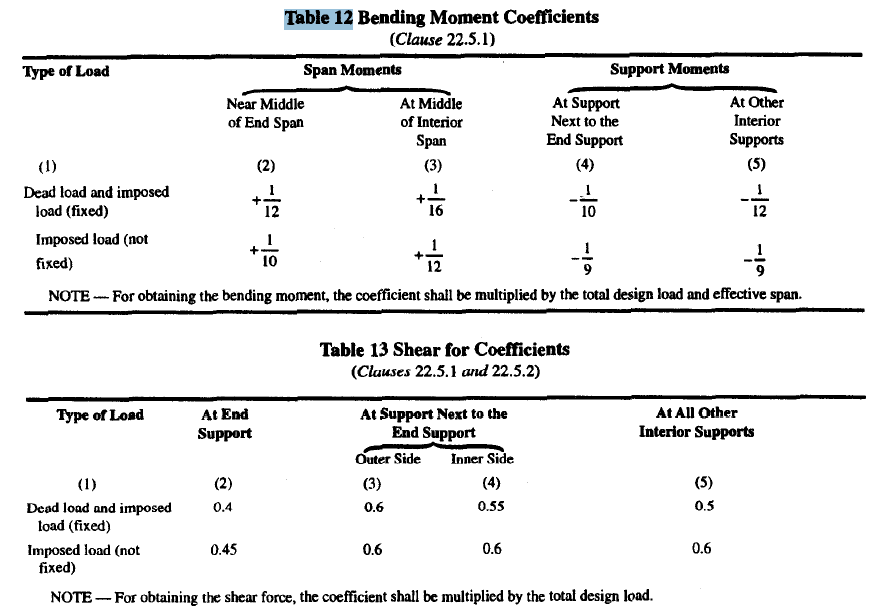 Table 12 Bending Moment Coefficients
(Clause 22.5.1)
Type of Load Span Moments Support Moments
Near Middle of End Span
At Middle of Interior Span
At Support Next to the End Support
At Other Interior Supports
(1) (2) (3) (4) (5)
Dead load and imposed load (fixed) +1/12 +1/16 -1/10 -1/12
Imposed load (not fixed) +1/10 +1/12 -1/9 -1/9
NOTE — For obtaining the bending moment, the coefficient shall be multiplied by the total design load and effective span.
Table 13 Shear for Coefficients
(Clauses 22.5.1 and 22.5.2)
Type of Load
At End Support
At Support Next to the End Support
At All Other Interior Supports
Outer Side Inner Side
(1) (2) (3) (4) (5)
Dead load and imposed load (fixed) 0.4 0.6 0.55 0.5
Imposed load (not fixed) 0.45 0.6 0.6 0.6
NOTE — For obtaining the shear force, the coefficient shall be multiplied by the total design load.